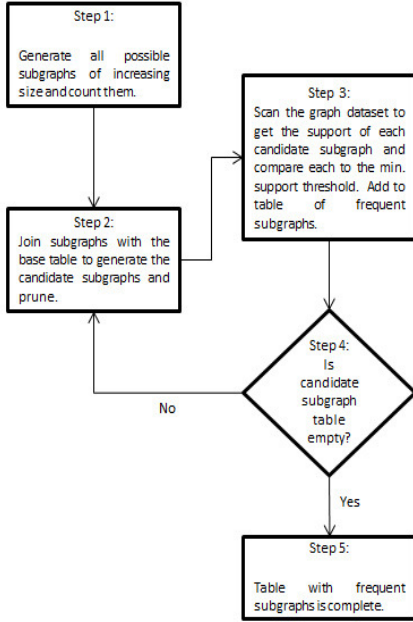 Step 1:
Generate all possible
subgraphs of increasing
size and count them.
Step 2:
Join subgraphs with the
base table to generate the
candidate subgraphs and
prune.
Step 3:
Scan the graph dataset to
get the support of each
candidate subgraph and
compare each to the min.
support threshold. Add to
table of frequent
subgraphs.
Step 4:
Is
candidate
subgraph
table
empty?
No
Yes
Step 5:
Table with frequent
subgraphs is complete.